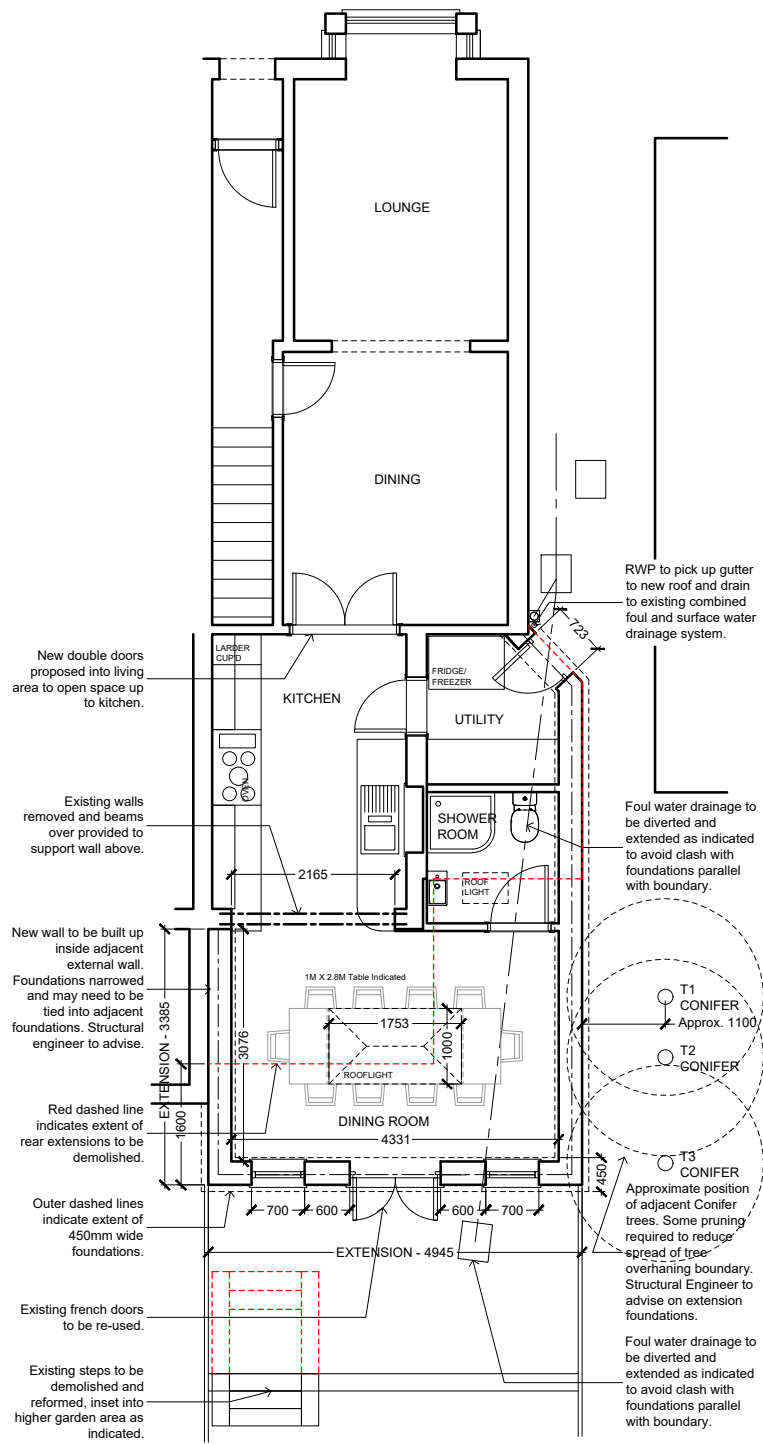 LOUNGE
DINING
RWP to pick up gutter
to new roof and drain
to existing combined
foul and surface water
drainage system.
723
LARDER
CUP'D
New double doors
proposed into living
area to open space up
to kitchen.
KITCHEN
FRIDGE/
FREEZER
UTILITY
OVEN
Existing walls
removed and beams
over provided to
support wall above.
SHOWER
ROOM
Foul water drainage to
be diverted and
extended as indicated
to avoid clash with
foundations parallel
with boundary.
2165
ROOF
LIGHT
New wall to be built up
inside adjacent
external wall.
Foundations narrowed
and may need to be
tied into adjacent
foundations. Structural
engineer to advise.
EXTENSION - 3385
3076
1M X 2.8M Table Indicated
1753
1000
ROOFLIGHT
T1
CONIFER
Approx. 1100
T2
CONIFER
Red dashed line
indicates extent of
rear extensions to be
demolished.
1600
DINING ROOM
4331
450
T3
CONIFER
Approximate position
of adjacent Conifer
trees. Some pruning
required to reduce
spread of tree
overhaning boundary.
Structural Engineer to
advise on extension
foundations.
Outer dashed lines
indicate extent of
450mm wide
foundations.
700
600
600
700
EXTENSION - 4945
Existing french doors
to be re-used.
Foul water drainage to
be diverted and
extended as indicated
to avoid clash with
foundations parallel
with boundary.
Existing steps to be
demolished and
reformed, inset into
higher garden area as
indicated.